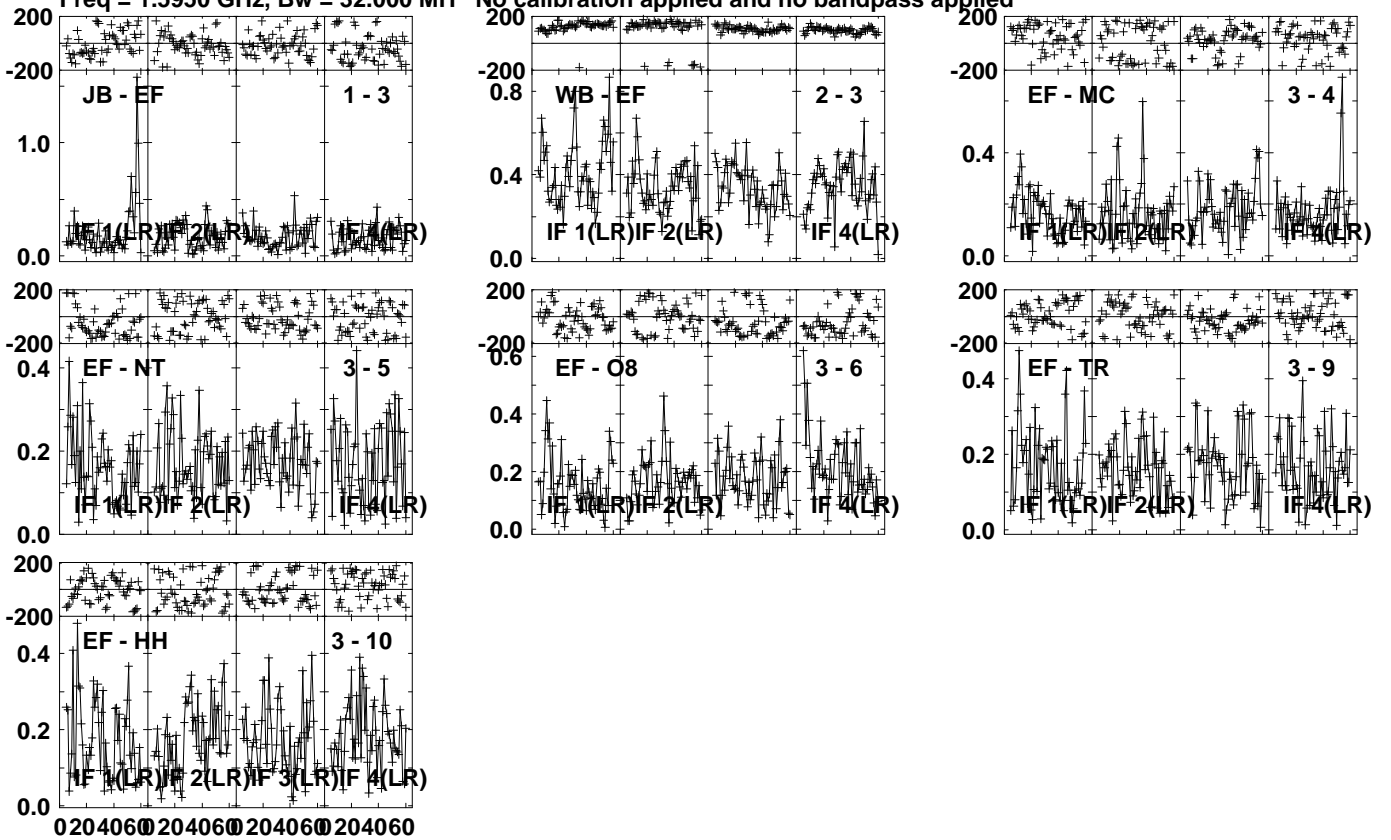 Freq = 1.5950 GHz, Bw = 32.000 MH No calibration applied and no bandpass applied
200
-200
JB - EF 1 - 3
1.0
0.0
IF 1(LR) IF 2(LR) IF 4(LR)
200
-200
WB - EF 2 - 3
0.8
0.4
0.0
IF 1(LR) IF 2(LR) IF 4(LR)
200
-200
EF - MC 3 - 4
0.4
0.0
IF 1(LR) IF 2(LR) IF 4(LR)
200
-200
EF - NT 3 - 5
0.4
0.2
0.0
IF 1(LR) IF 2(LR) IF 4(LR)
200
-200
EF - O8 3 - 6
0.6
0.4
0.2
0.0
IF 1(LR) IF 2(LR) IF 4(LR)
200
-200
EF - TR 3 - 9
0.4
0.2
0.0
IF 1(LR) IF 2(LR) IF 4(LR)
200
-200
EF - HH 3 - 10
0.4
0.2
0.0
IF 1(LR) IF 2(LR) IF 3(LR) IF 4(LR)
0 20 40 60 0 20 40 60 0 20 40 60 0 20 40 60